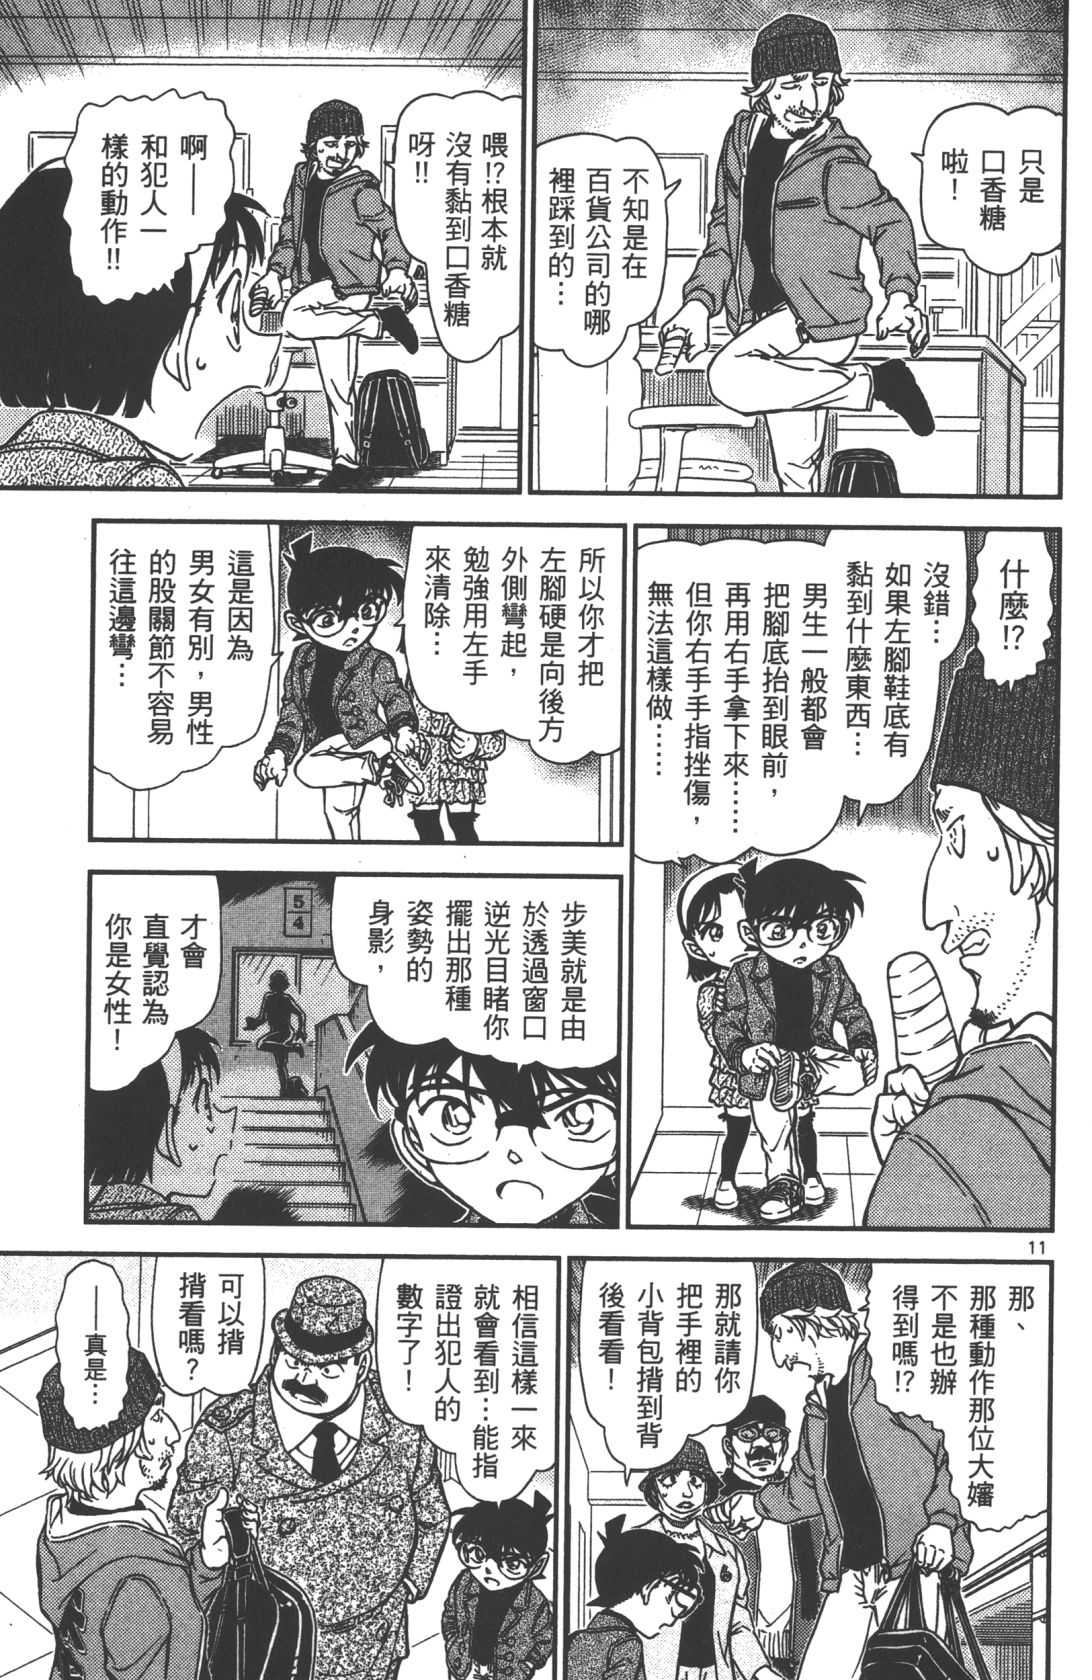 只是
口香糖
啦！
不知是在
百貨公司的哪
裡踩到的…
喂!?根本就
沒有黏到口香糖
呀!!
啊——
和犯人一
樣的動作!!
什麼!?
沒錯…
如果左腳鞋底有
黏到什麼東西…
男生一般都會
把腳底抬到眼前，
再用右手拿下來……
但你右手手指挫傷，
無法這樣做……
所以你才把
左腳硬是向後方
外側彎起，
勉強用左手
來清除…
這是因為
男女有別，男性
的股關節不容易
往這邊彎…
步美就是由
於透過窗口
逆光目睹你
擺出那種
姿勢的
身影，
5
4
才會
直覺認為
你是女性！
11
那、
那種動作那位大嬸
不是也辦
得到嗎!?
那就請你
把手裡的
小背包揹到背
後看看！
相信這樣一來
就會看到…能指
證出犯人的
數字了！
可以揹
揹看嗎？
——真是…